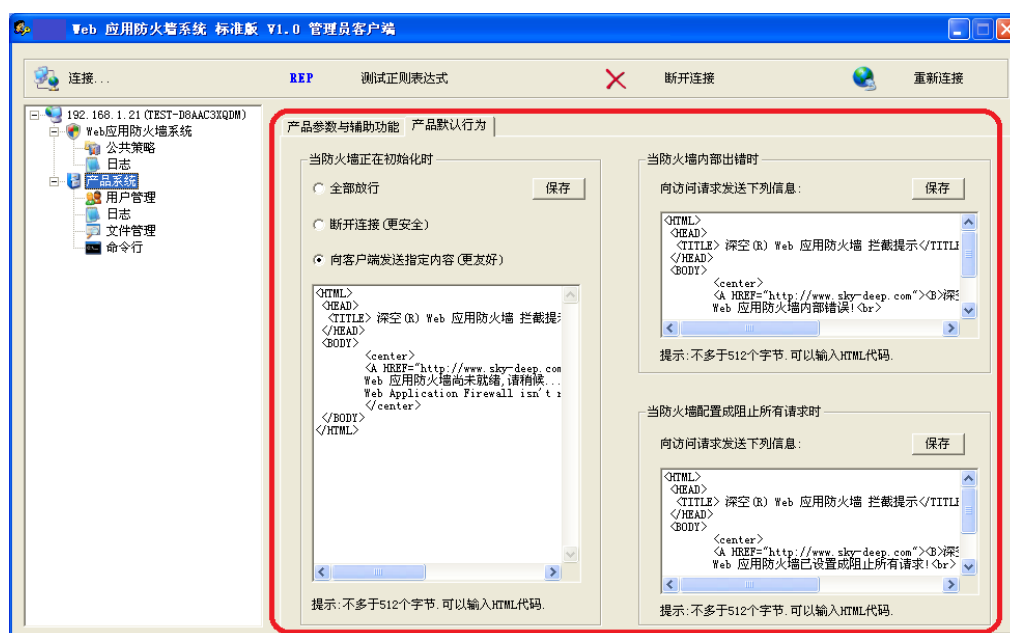 Web 应用防火墙系统 标准版 V1.0 管理员客户端
连接...
REP 测试正则表达式
断开连接
重新连接
192.168.1.21(TEST-D8AAC3XQDM)
Web应用防火墙系统
公共策略
日志
产品系统
用户管理
日志
文件管理
命令行
产品参数与辅助功能 产品默认行为
当防火墙正在初始化时
全部放行
保存
断开连接(更安全)
向客户端发送指定内容(更友好)
<HTML>
<HEAD>
<TITLE> 深空(R) Web 应用防火墙 拦截提
</HEAD>
<BODY>
<center>
<A HREF="http://www.sky-deep.com
Web 应用防火墙尚未就绪,请稍候...
Web Application Firewall isn't
</center>
</BODY>
</HTML>
提示:不多于512个字节.可以输入HTML代码.
当防火墙内部出错时
向访问请求发送下列信息:
保存
<HTML>
<HEAD>
<TITLE> 深空(R) Web 应用防火墙 拦截提示</TITL
</HEAD>
<BODY>
<center>
<A HREF="http://www.sky-deep.com"><B>深
Web 应用防火墙内部错误!<br>
提示:不多于512个字节.可以输入HTML代码.
当防火墙配置成阻止所有请求时
向访问请求发送下列信息:
保存
<HTML>
<HEAD>
<TITLE> 深空(R) Web 应用防火墙 拦截提示</TITL
</HEAD>
<BODY>
<center>
<A HREF="http://www.sky-deep.com"><B>深
Web 应用防火墙已设置成阻止所有请求!<br>
提示:不多于512个字节.可以输入HTML代码.